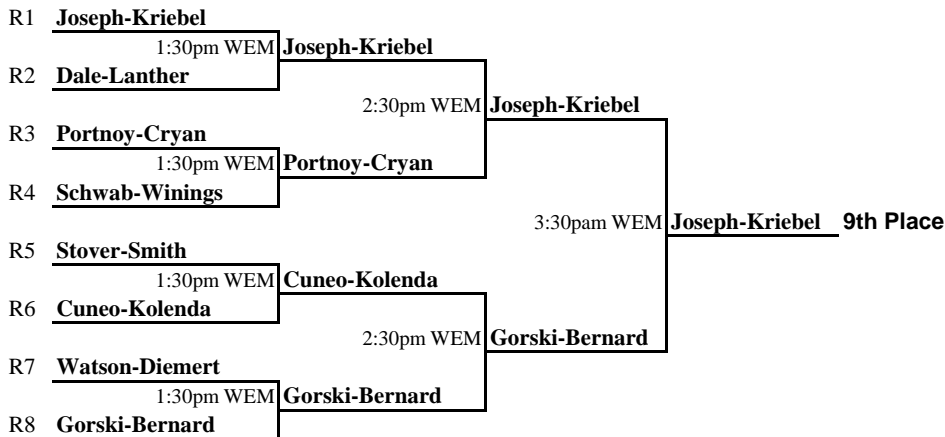 R1 Joseph-Kriebel
1:30pm WEM Joseph-Kriebel
R2 Dale-Lanther
2:30pm WEM Joseph-Kriebel
R3 Portnoy-Cryan
1:30pm WEM Portnoy-Cryan
R4 Schwab-Winings
3:30pam WEM Joseph-Kriebel 9th Place
R5 Stover-Smith
1:30pm WEM Cuneo-Kolenda
R6 Cuneo-Kolenda
2:30pm WEM Gorski-Bernard
R7 Watson-Diemert
1:30pm WEM Gorski-Bernard
R8 Gorski-Bernard